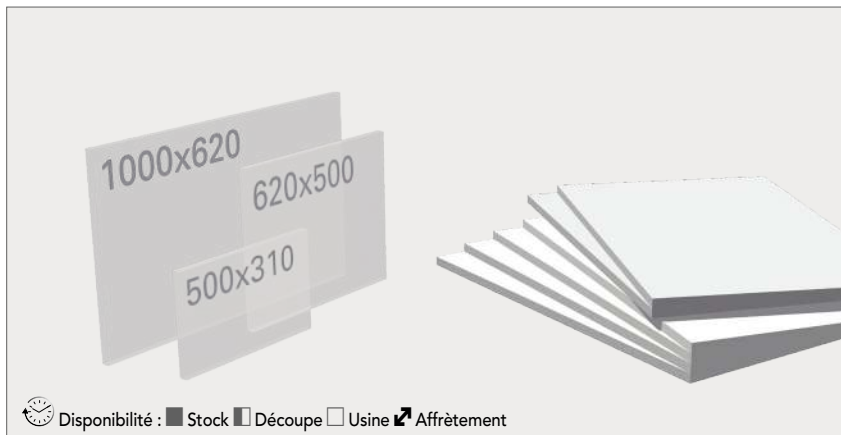 1000x620
620x500
500x310
Disponibilité : Stock Découpe Usine Affrètement